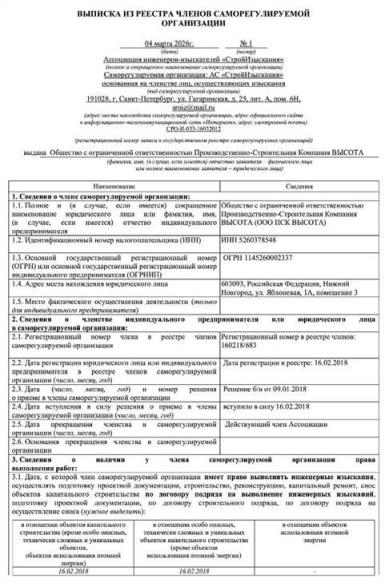 ВЫПИСКА ИЗ РЕЕСТРА ЧЛЕНОВ САМОРЕГУЛИРУЕМОЙ
ОРГАНИЗАЦИИ
04 марта 2026г. № 1
(дата) (номер)
Ассоциация инженеров-изыскателей «СтройИзыскания»
(полное и сокращенное наименование саморегулируемой организации)
Саморегулируемая организация: АС «СтройИзыскания»
основанная на членстве лиц, осуществляющих изыскания
(вид саморегулируемой организации)
191028, г. Санкт-Петербург, ул. Гагаринская, д. 25, лит. А, пом. 6Н,
sroiz@mail.ru
(адрес места нахождения саморегулируемой организации, адрес официального сайта
в информационно-телекоммуникационной сети «Интернет», адрес электронной почты)
СРО-И-033-16032012
(регистрационный номер записи в государственном реестре саморегулируемых организаций)
выдана Общество с ограниченной ответственностью Производственно-Строительная Компания ВЫСОТА
(фамилия, имя, (в случае, если имеется) отчество заявителя - физического лица
или полное наименование заявителя - юридического лица)
Наименование Сведения
1. Сведения о члене саморегулируемой организации:
1.1. Полное и (в случае, если имеется) сокращенное наименование юридического лица или фамилия, имя, (в случае, если имеется) отчество индивидуального предпринимателя
Общество с ограниченной ответственностью Производственно-Строительная Компания ВЫСОТА (ООО ПСК ВЫСОТА)
1.2. Идентификационный номер налогоплательщика (ИНН) ИНН 5260378548
1.3. Основной государственный регистрационный номер (ОГРН) или основной государственный регистрационный номер индивидуального предпринимателя (ОГРНИП)
ОГРН 1145260002337
1.4. Адрес места нахождения юридического лица
603093, Российская Федерация, Нижний Новгород, ул. Яблоневая, 1А, помещение 3
1.5. Место фактического осуществления деятельности (только для индивидуального предпринимателя)
2. Сведения о членстве индивидуального предпринимателя или юридического лица
в саморегулируемой организации:
2.1. Регистрационный номер члена в реестре членов саморегулируемой организации
Регистрационный номер в реестре членов: 160218/683
2.2. Дата регистрации юридического лица или индивидуального предпринимателя в реестре членов саморегулируемой организации (число, месяц, год)
Дата регистрации в реестре: 16.02.2018
2.3. Дата (число, месяц, год) и номер решения о приеме в члены саморегулируемой организации
Решение б/н от 09.01.2018
2.4. Дата вступления в силу решения о приеме в члены саморегулируемой организации (число, месяц, год)
вступило в силу 16.02.2018
2.5. Дата прекращения членства в саморегулируемой организации (число, месяц, год)
Действующий член Ассоциации
2.6. Основания прекращения членства в саморегулируемой организации
3. Сведения о наличии у члена саморегулируемой организации права
выполнения работ:
3.1. Дата, с которой член саморегулируемой организации имеет право выполнять инженерные изыскания,
осуществлять подготовку проектной документации, строительство, реконструкцию, капитальный ремонт, снос
объектов капитального строительства по договору подряда на выполнение инженерных изысканий,
подготовку проектной документации, по договору строительного подряда, по договору подряда на
осуществление сноса (нужное выделить):
в отношении объектов капитального строительства (кроме особо опасных, технически сложных и уникальных объектов, объектов использования атомной энергии)
в отношении особо опасных, технически сложных и уникальных объектов капитального строительства (кроме объектов использования атомной энергии)
в отношении объектов использования атомной энергии
16.02.2018 16.02.2018 -